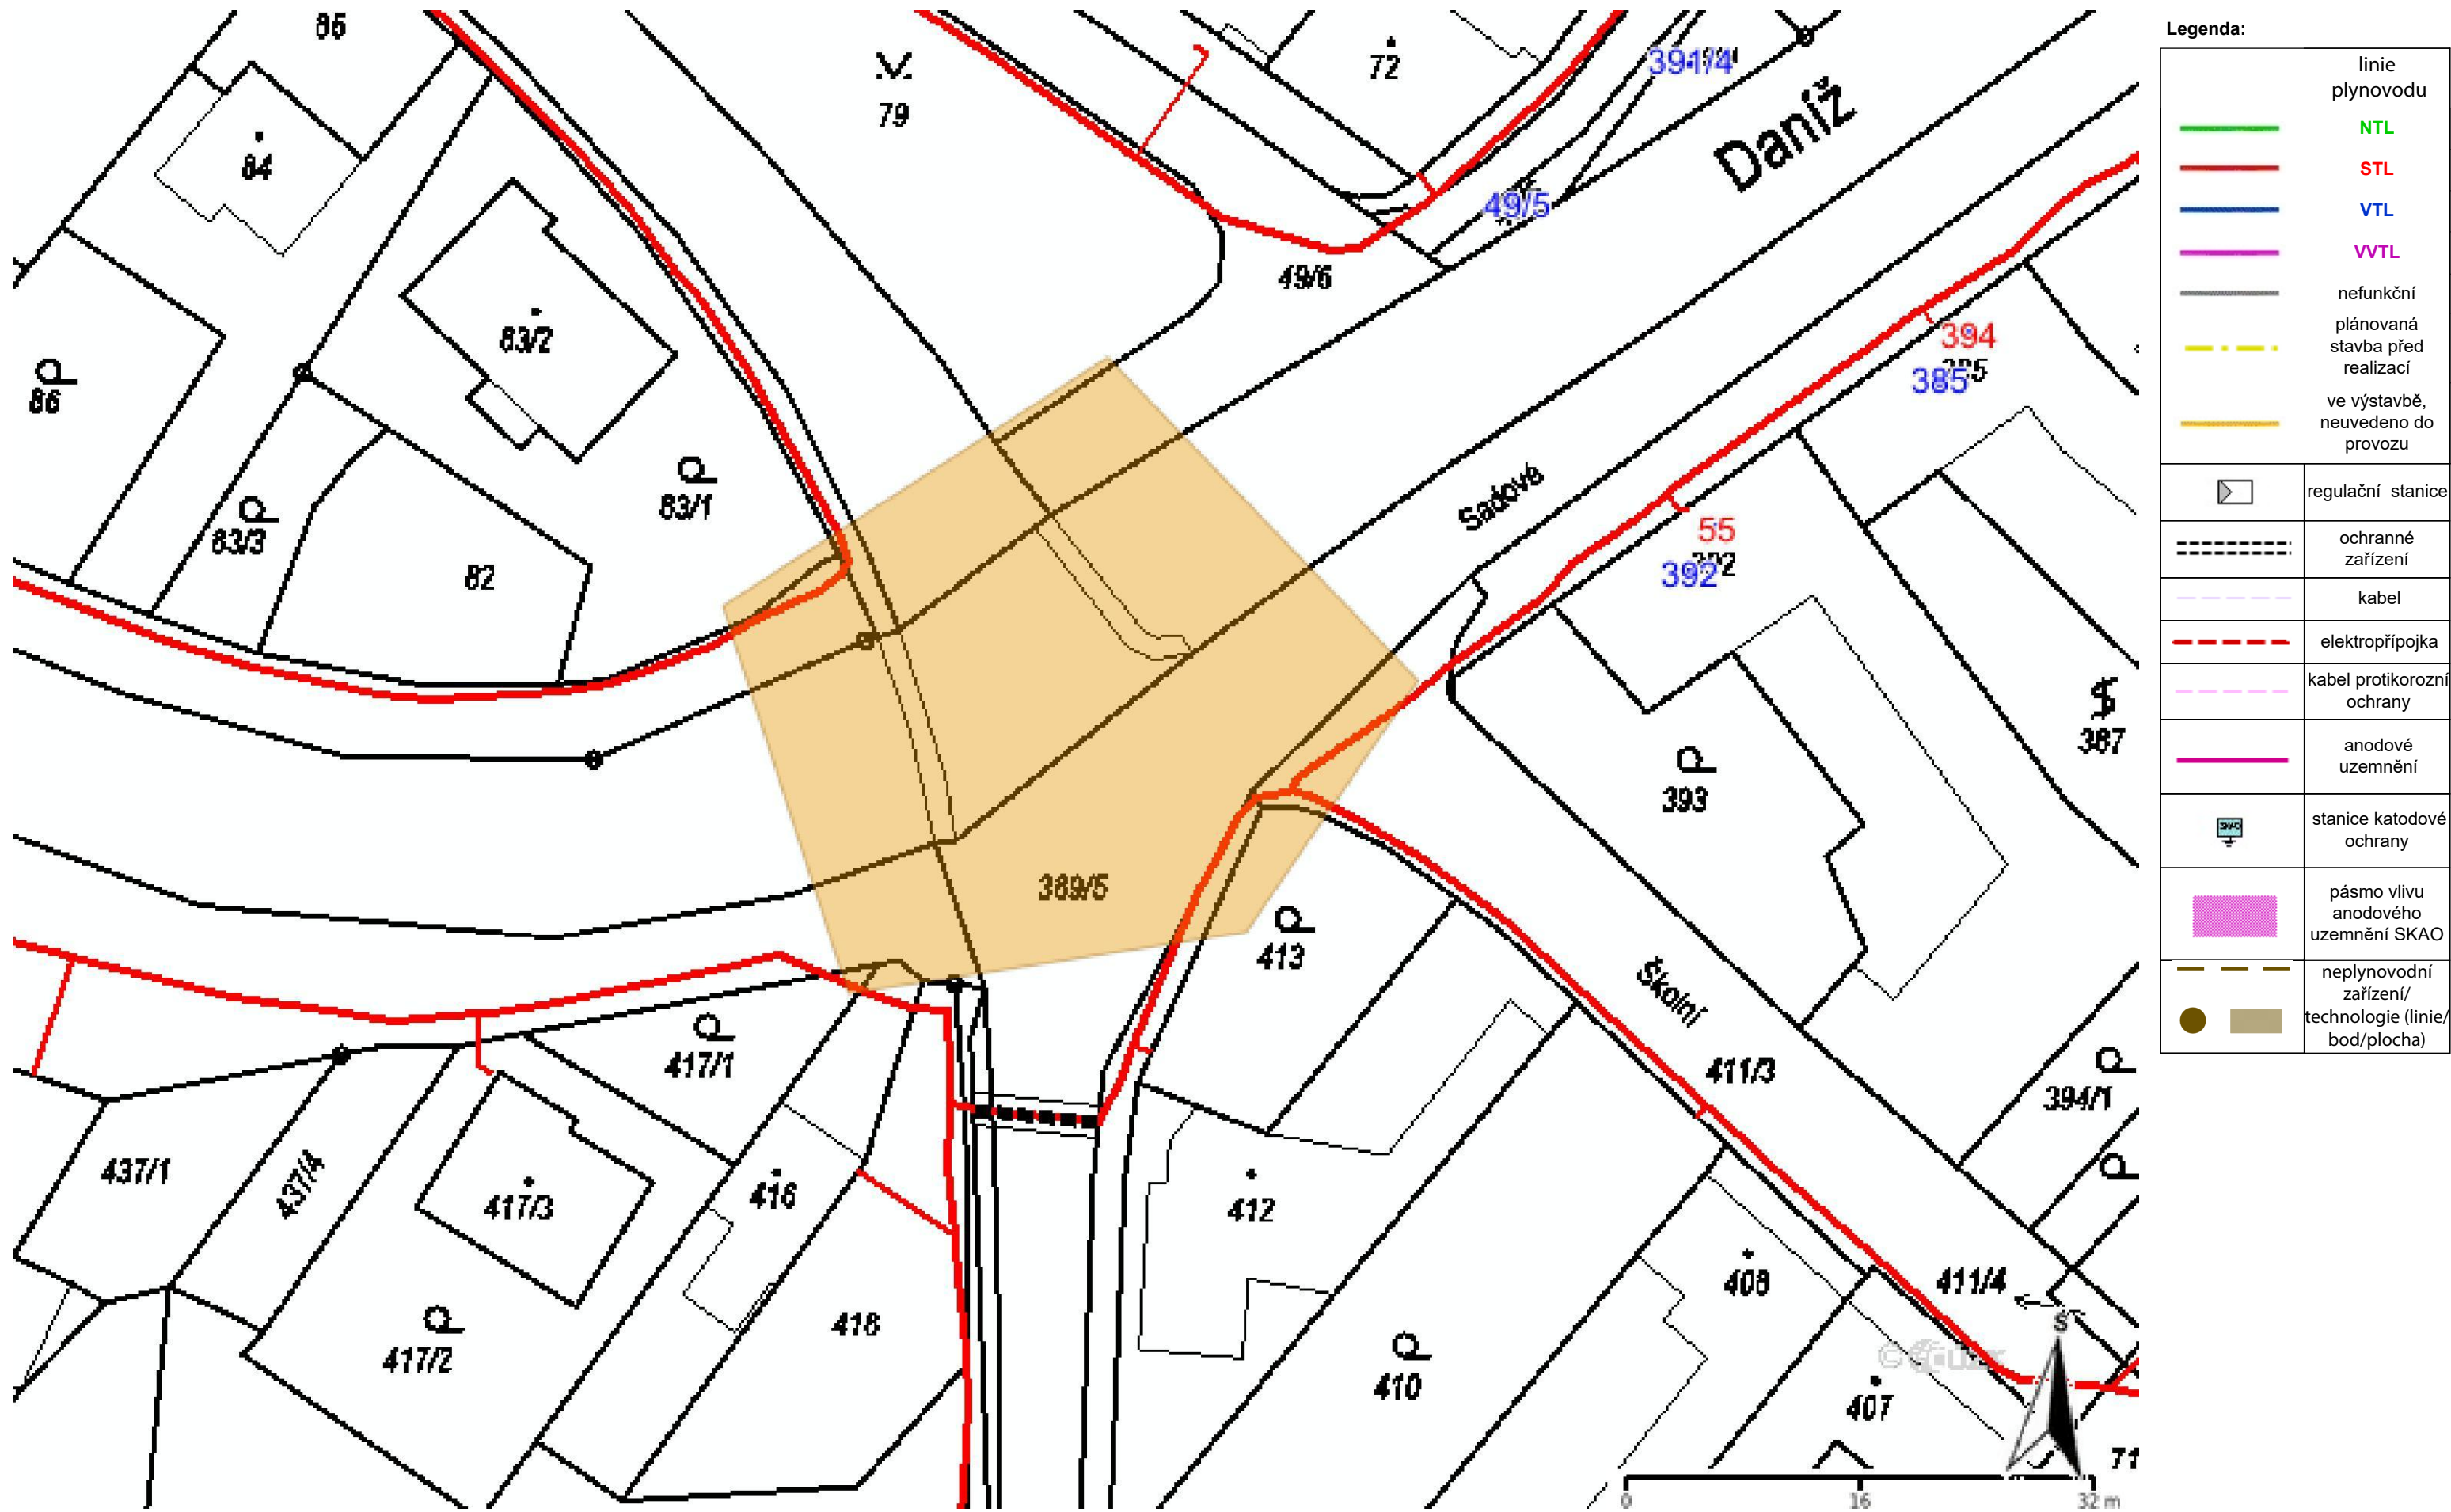 85
72
391/4
79
84
Daníž
49/5
49/6
394
385
83/2
86
83/1
Sadové
83/3
55
392
82
387
393
389/5
413
Školní
417/1
411/3
394/1
437/1
437/4
416
417/3
412
408
411/4
418
417/2
410
407
S
71
0 16 32 m
Legenda:
linie
plynovodu
NTL
STL
VTL
VVTL
nefunkční
plánovaná
stavba před
realizací
ve výstavbě,
neuvedeno do
provozu
regulační stanice
ochranné
zařízení
kabel
elektropřípojka
kabel protikorozní
ochrany
anodové
uzemnění
SKAO
stanice katodové
ochrany
pásmo vlivu
anodového
uzemnění SKAO
neplynovodní
zařízení/
technologie (linie/
bod/plocha)